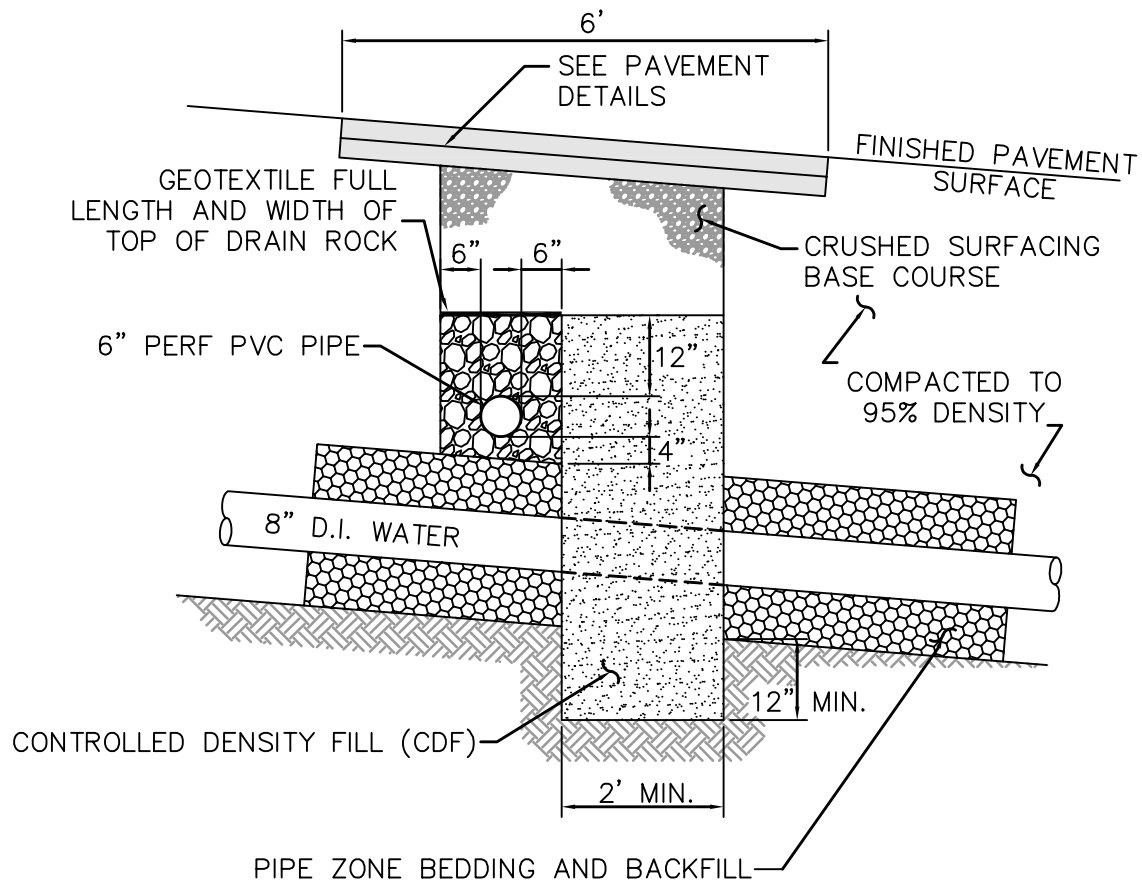 6’
SEE PAVEMENT
DETAILS
FINISHED PAVEMENT
SURFACE
GEOTEXTILE FULL
LENGTH AND WIDTH OF
TOP OF DRAIN ROCK
6”
6”
CRUSHED SURFACING
BASE COURSE
6” PERF PVC PIPE
12”
COMPACTED TO
95% DENSITY
4”
8” D.I. WATER
12” MIN.
CONTROLLED DENSITY FILL (CDF)
2’ MIN.
PIPE ZONE BEDDING AND BACKFILL